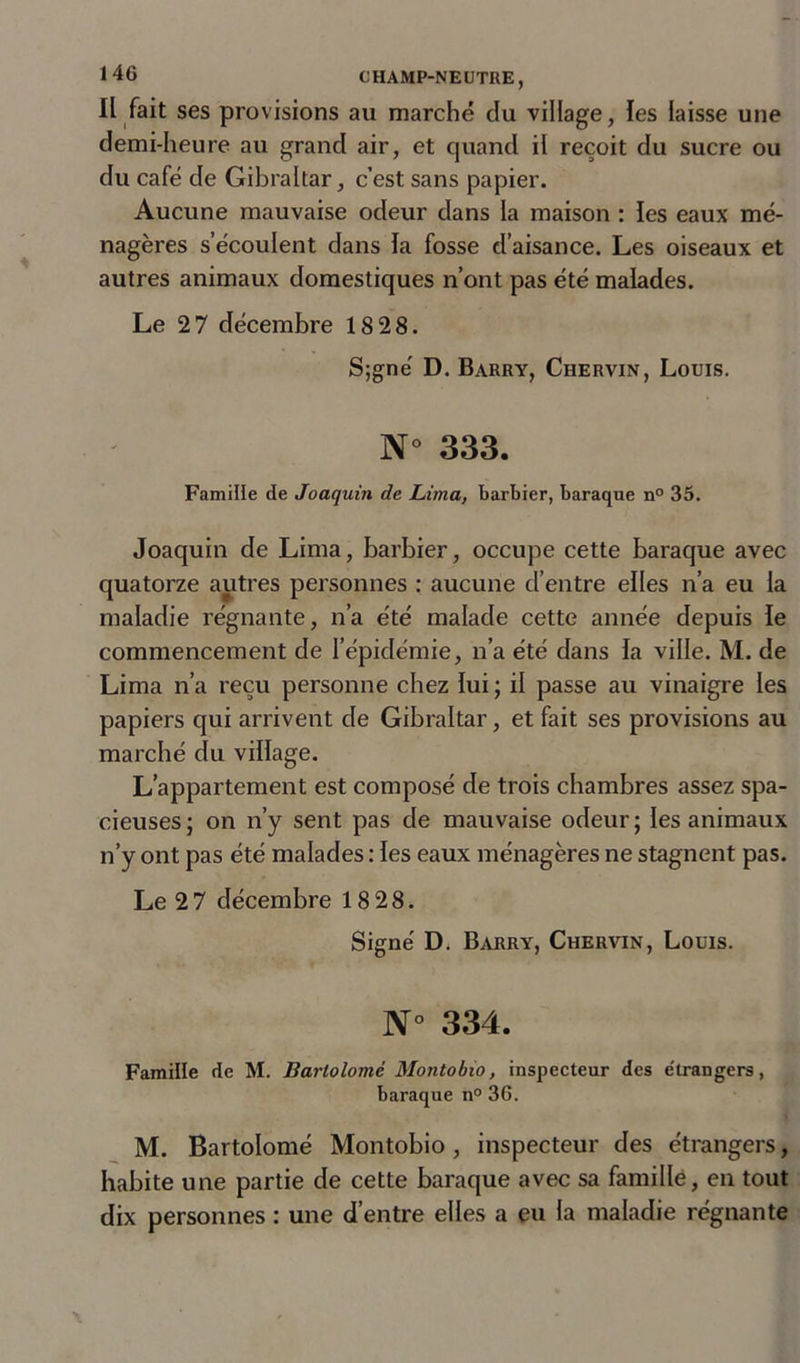 146 CHAMP-NEUTRE,
Il fait ses provisions au marché du village, les laisse une
demi-heure au grand air, et quand il reçoit du sucre ou
du café de Gibraltar, c'est sans papier.
Aucune mauvaise odeur dans la maison : les eaux mé-
nagères s'écoulent dans la fosse d'aisance. Les oiseaux et
autres animaux domestiques n'ont pas été malades.
Le 27 décembre 1828.
S;gné D. Barry, Chervin, Louis.
N° 333.
Famille de Joaquin de Lima, barbier, baraque n° 35.
Joaquin de Lima, barbier, occupe cette baraque avec
quatorze autres personnes : aucune d'entre elles n'a eu la
maladie régnante, n'a été malade cette année depuis le
commencement de l'épidémie, n'a été dans la ville. M. de
Lima n'a reçu personne chez lui; il passe au vinaigre les
papiers qui arrivent de Gibraltar, et fait ses provisions au
marché du village.
L'appartement est composé de trois chambres assez spa-
cieuses; on n'y sent pas de mauvaise odeur; les animaux
n'y ont pas été malades : les eaux ménagères ne stagnent pas.
Le 27 décembre 1828.
Signé D. Barry, Chervin, Louis.
N° 334.
Famille de M. Bartolomé Montobio, inspecteur des étrangers,
baraque n° 36.
M. Bartolomé Montobio, inspecteur des étrangers,
habite une partie de cette baraque avec sa famille, en tout
dix personnes : une d'entre elles a eu la maladie régnante